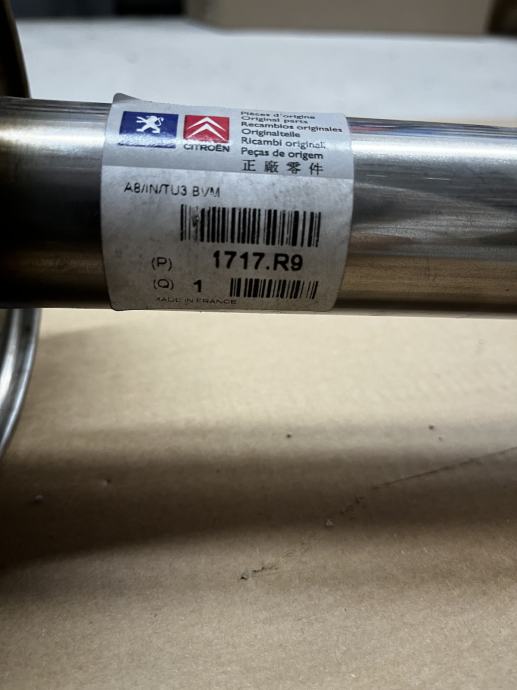 Pièces d'origine
Original parts
Recambios originales
Originalteile
Ricambi originali
Peças de origem
正廠零件
CITROËN
A8/IN/TU3 BVM
(P) 1717.R9
(Q) 1
MADE IN FRANCE